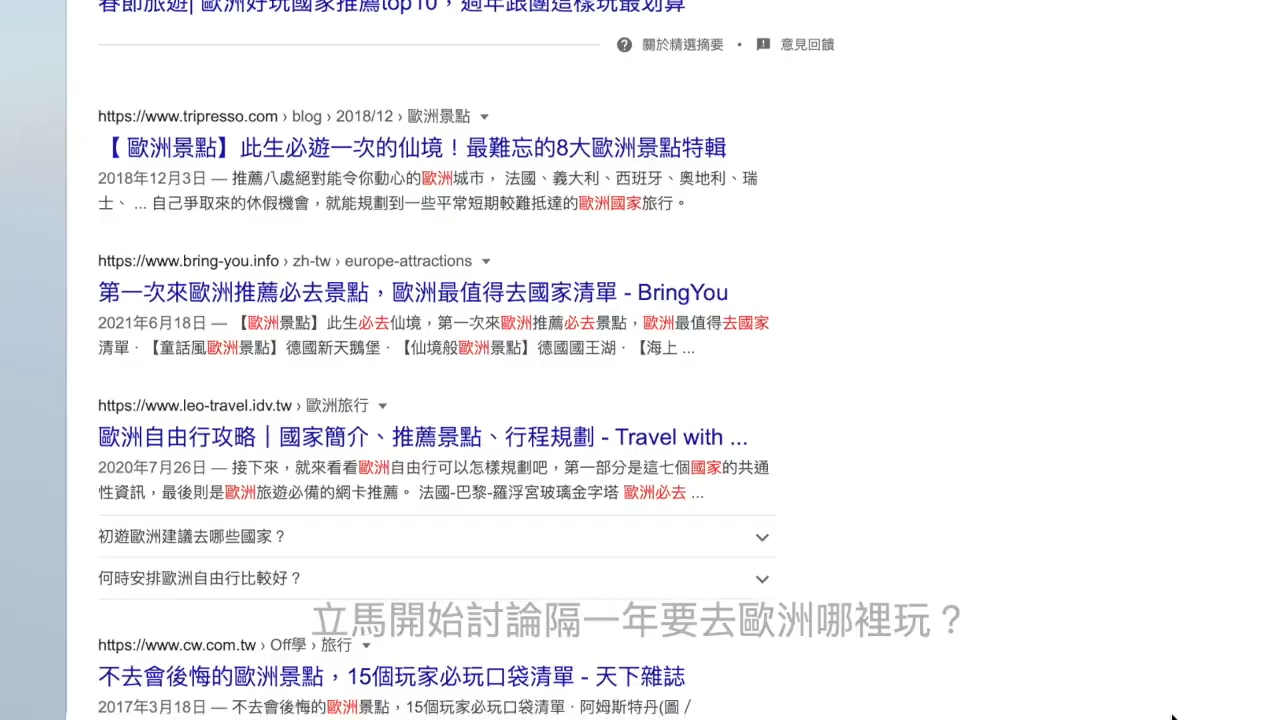 春節旅遊| 歐洲好玩國家推薦top10，過年跟團這樣玩最划算
關於精選摘要 • 意見回饋
https://www.tripresso.com › blog › 2018/12 › 歐洲景點
【 歐洲景點】此生必遊一次的仙境！最難忘的8大歐洲景點特輯
2018年12月3日 — 推薦八處絕對能令你動心的歐洲城市， 法國、義大利、西班牙、奧地利、瑞
士、 ... 自己爭取來的休假機會，就能規劃到一些平常短期較難抵達的歐洲國家旅行。
https://www.bring-you.info › zh-tw › europe-attractions
第一次來歐洲推薦必去景點，歐洲最值得去國家清單 - BringYou
2021年6月18日 — 【歐洲景點】此生必去仙境，第一次來歐洲推薦必去景點，歐洲最值得去國家
清單 · 【童話風歐洲景點】德國新天鵝堡 · 【仙境般歐洲景點】德國國王湖 · 【海上 ...
https://www.leo-travel.idv.tw › 歐洲旅行
歐洲自由行攻略｜國家簡介、推薦景點、行程規劃 - Travel with ...
2020年7月26日 — 接下來，就來看看歐洲自由行可以怎樣規劃吧，第一部分是這七個國家的共通
性資訊，最後則是歐洲旅遊必備的網卡推薦。 法國-巴黎-羅浮宮玻璃金字塔 歐洲必去 ...
初遊歐洲建議去哪些國家？
何時安排歐洲自由行比較好？
立馬開始討論隔一年要去歐洲哪裡玩？
https://www.cw.com.tw › Off學 › 旅行
不去會後悔的歐洲景點，15個玩家必玩口袋清單 - 天下雜誌
2017年3月18日 — 不去會後悔的歐洲景點，15個玩家必玩口袋清單 · 阿姆斯特丹(圖 /